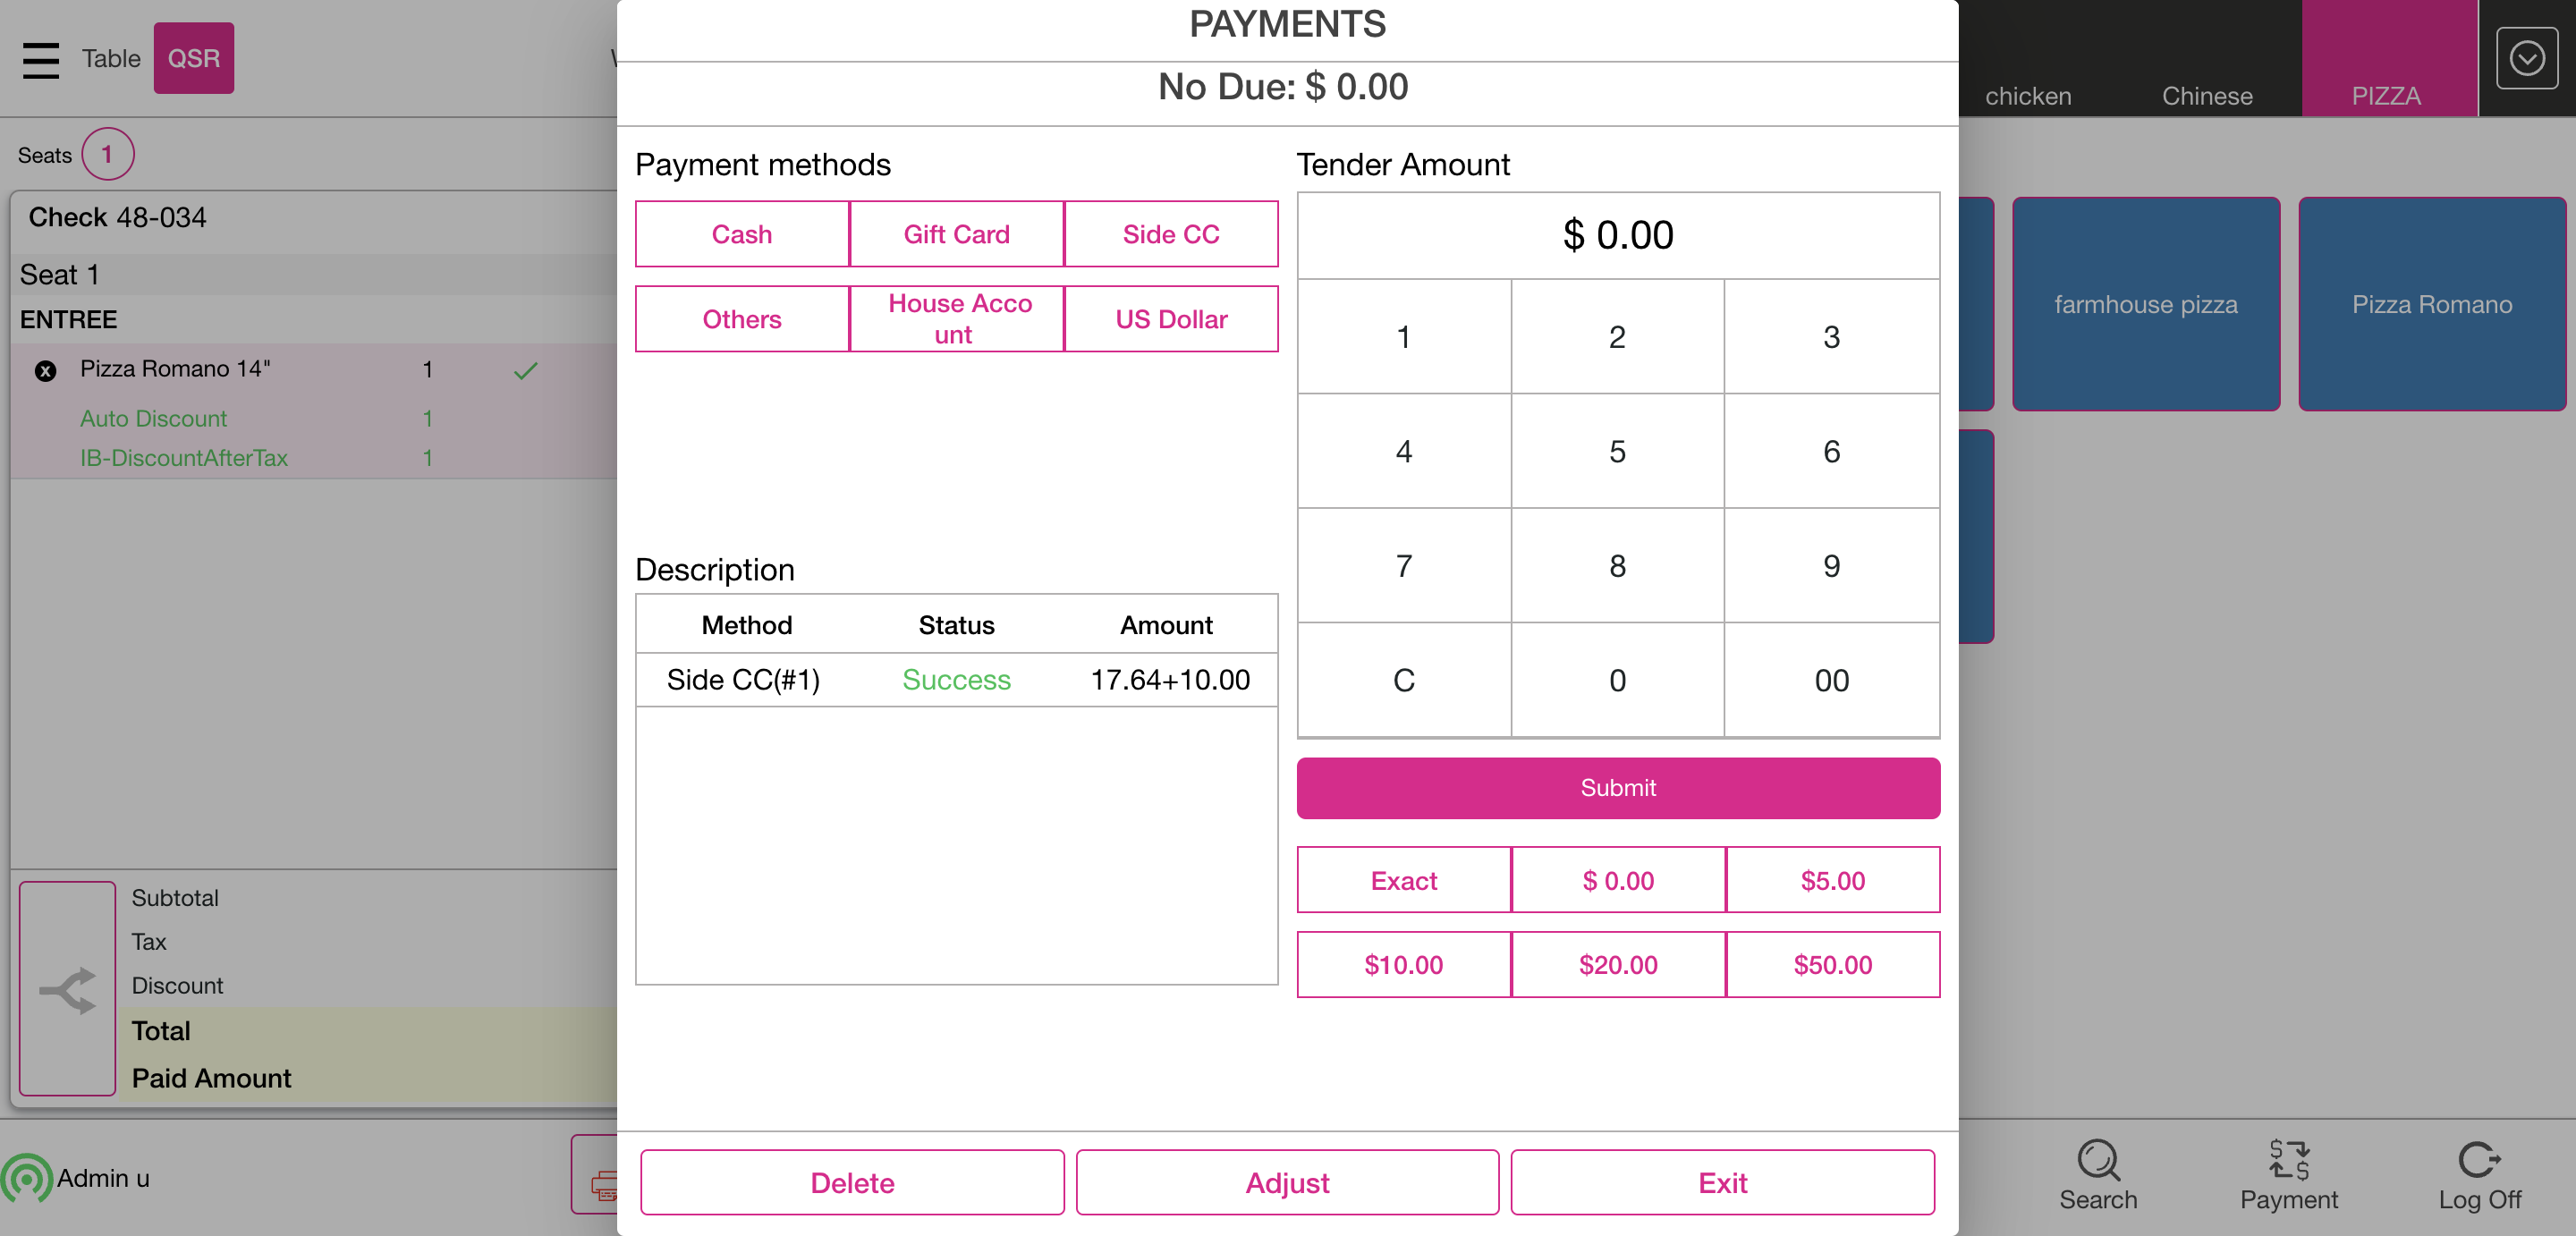 Table QSR
Seats 1
Check 48-034
Seat 1
ENTREE
x Pizza Romano 14" 1
Auto Discount 1
IB-DiscountAfterTax 1
Subtotal
Tax
Discount
Total
Paid Amount
Admin u
PAYMENTS
No Due: $ 0.00
Payment methods
Cash Gift Card Side CC
Others House Acco
unt US Dollar
Description
Method Status Amount
Side CC(#1) Success 17.64+10.00
Tender Amount
$ 0.00
1 2 3
4 5 6
7 8 9
C 0 00
Submit
Exact $ 0.00 $5.00
$10.00 $20.00 $50.00
Delete Adjust Exit
chicken Chinese PIZZA
farmhouse pizza Pizza Romano
Search Payment Log Off